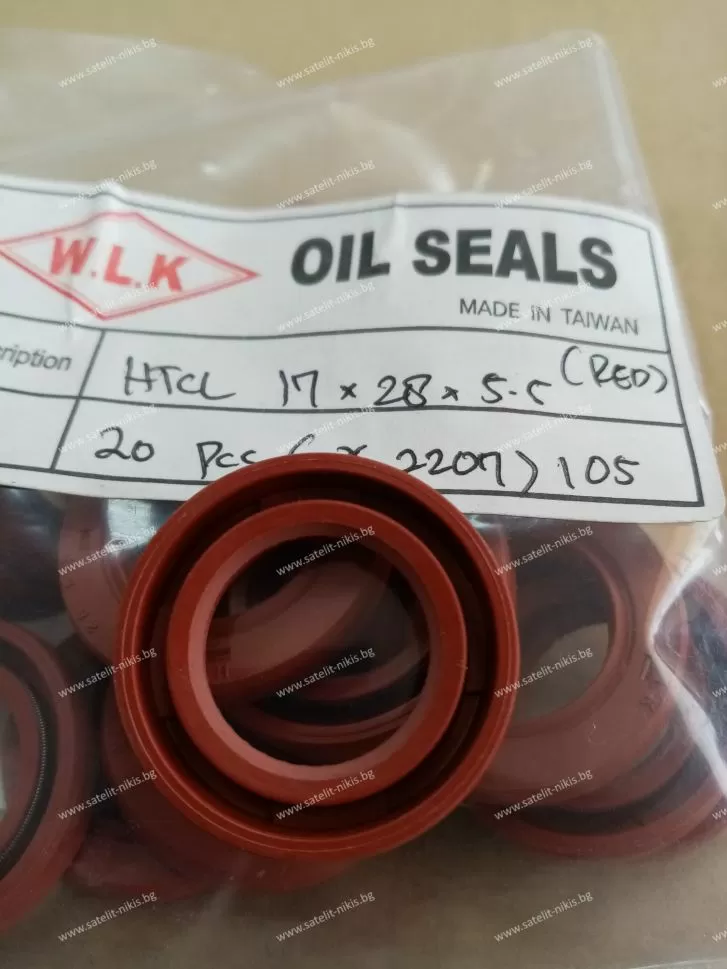 W.L.K
OIL SEALS
MADE IN TAIWAN
ription
HTCL 17 x 28 x 5.5 (RED)
20 Pcs ( x 2207) 105
www.satelit-nikis.bg